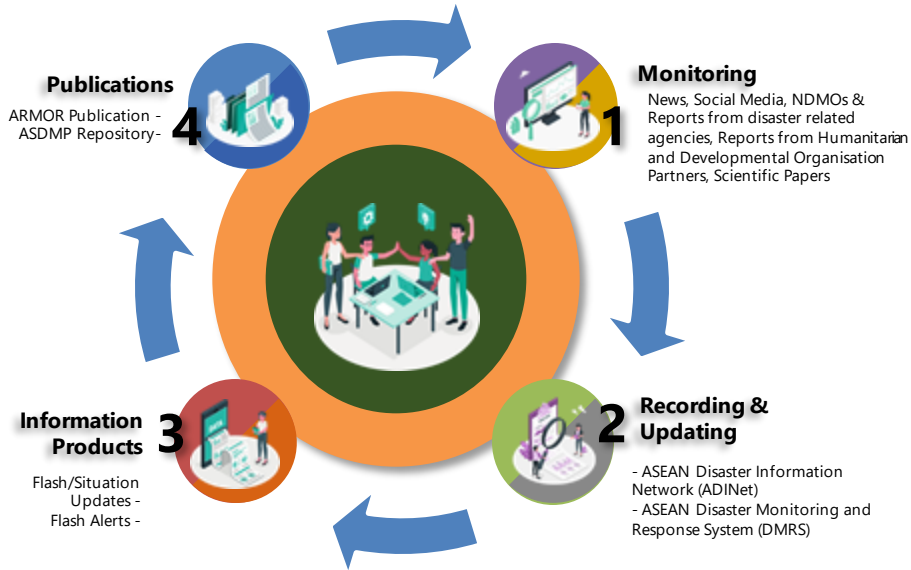 Monitoring
1
News, Social Media, NDMOs &
Reports from disaster related
agencies, Reports from Humanitarian
and Developmental Organisation
Partners, Scientific Papers
2
Recording &
Updating
- ASEAN Disaster Information
Network (ADINet)
- ASEAN Disaster Monitoring and
Response System (DMRS)
Information
Products
3
DATA
Flash/Situation
Updates -
Flash Alerts -
Publications
4
ARMOR Publication -
ASDMP Repository-